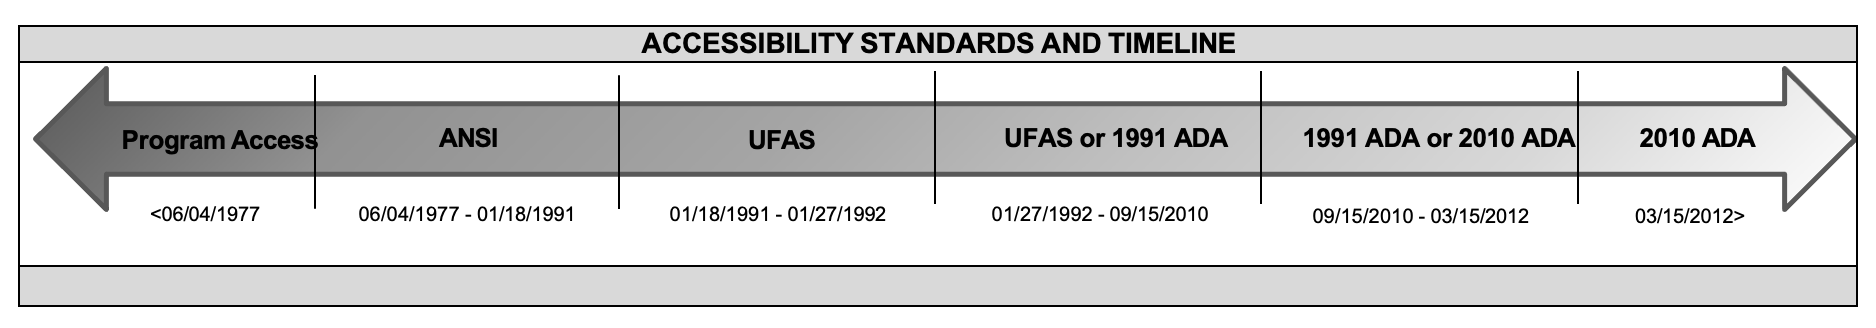 ACCESSIBILITY STANDARDS AND TIMELINE
Program Access ANSI UFAS UFAS or 1991 ADA 1991 ADA or 2010 ADA 2010 ADA
<06/04/1977 06/04/1977 - 01/18/1991 01/18/1991 - 01/27/1992 01/27/1992 - 09/15/2010 09/15/2010 - 03/15/2012 03/15/2012>